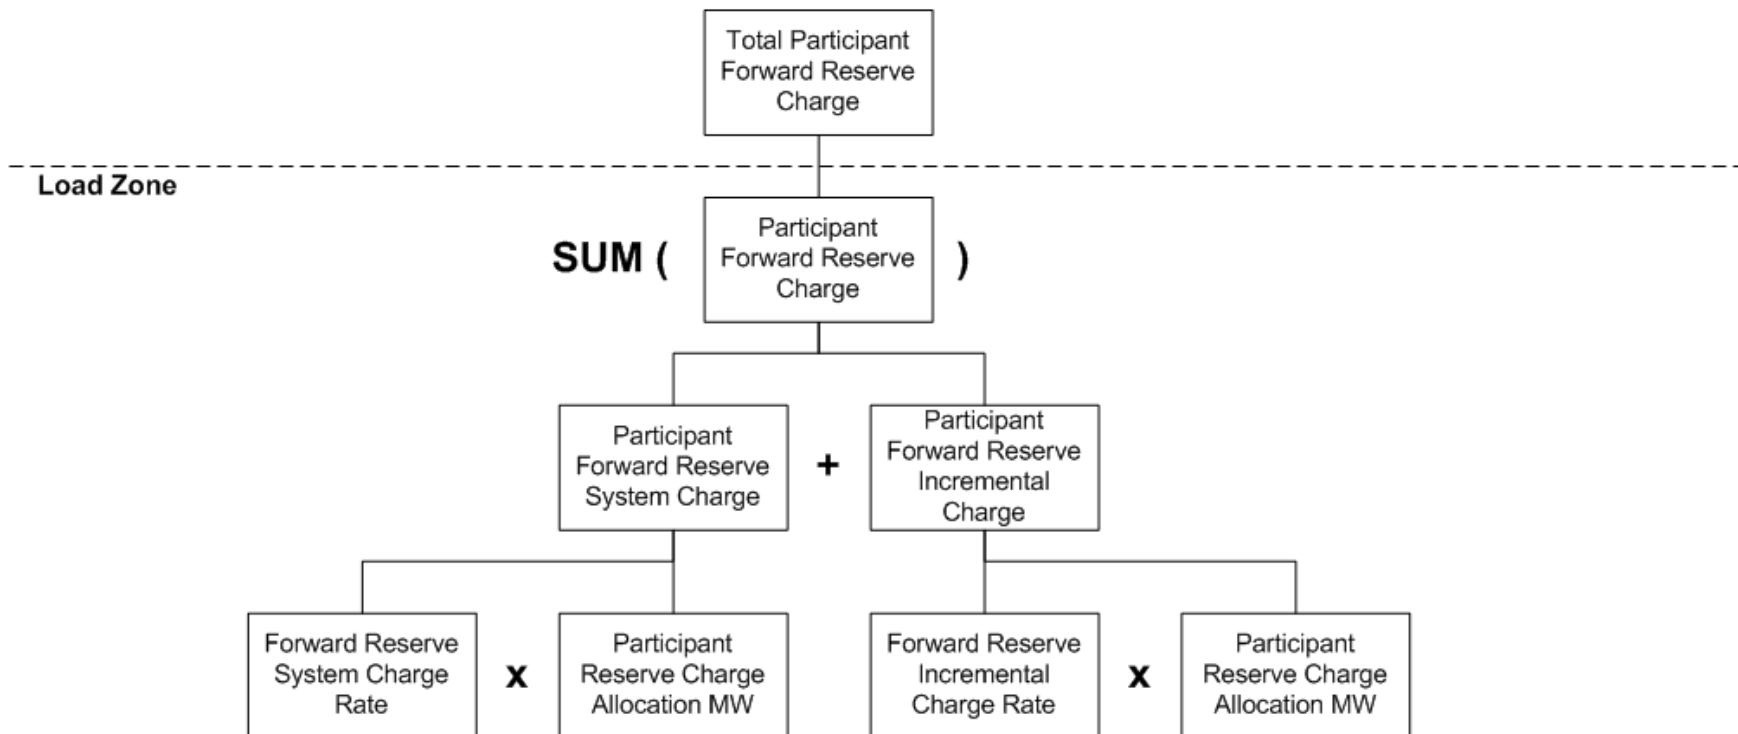 Total Participant
Forward Reserve
Charge
Load Zone
SUM (
Participant
Forward Reserve
Charge
)
Participant
Forward Reserve
System Charge
+
Participant
Forward Reserve
Incremental
Charge
Forward Reserve
System Charge
Rate
x
Participant
Reserve Charge
Allocation MW
Forward Reserve
Incremental
Charge Rate
x
Participant
Reserve Charge
Allocation MW